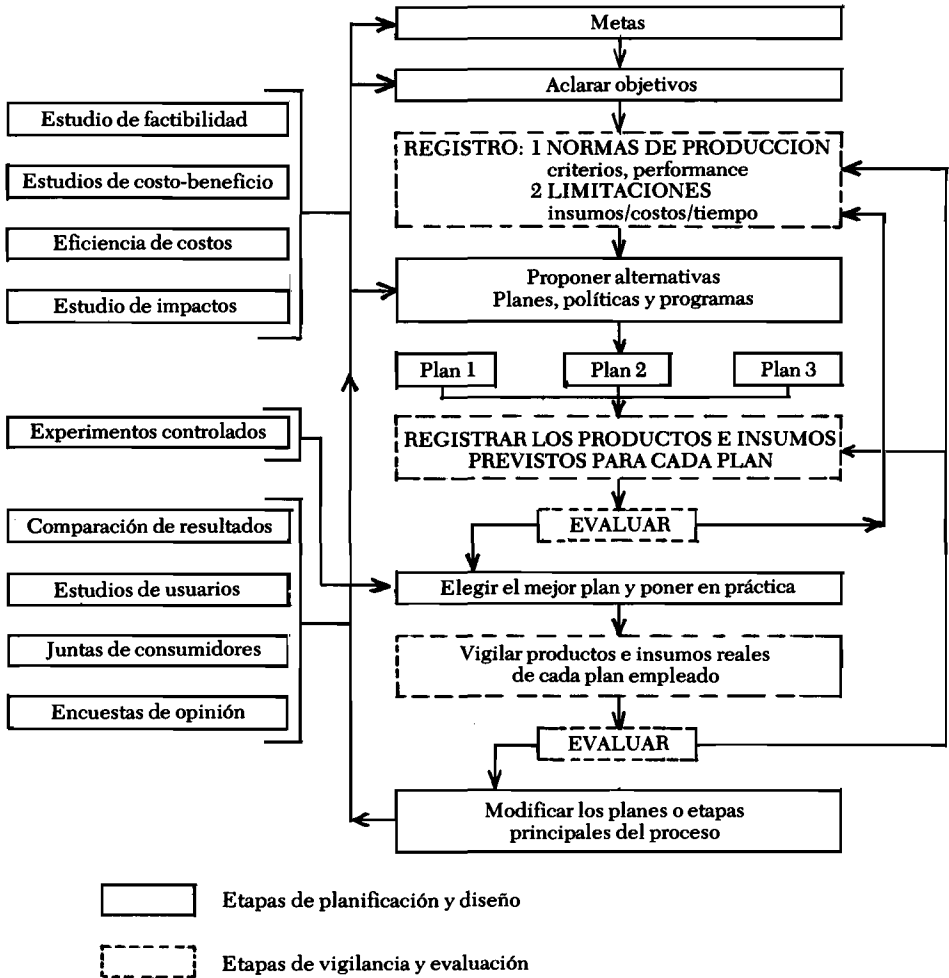 Metas
Aclarar objetivos
Estudio de factibilidad
Estudios de costo-beneficio
Eficiencia de costos
Estudio de impactos
REGISTRO: 1 NORMAS DE PRODUCCION
criterios, performance
2 LIMITACIONES
insumos/costos/tiempo
Proponer alternativas
Planes, políticas y programas
Plan 1
Plan 2
Plan 3
Experimentos controlados
REGISTRAR LOS PRODUCTOS E INSUMOS
PREVISTOS PARA CADA PLAN
EVALUAR
Comparación de resultados
Estudios de usuarios
Juntas de consumidores
Encuestas de opinión
Elegir el mejor plan y poner en práctica
Vigilar productos e insumos reales
de cada plan empleado
EVALUAR
Modificar los planes o etapas
principales del proceso
Etapas de planificación y diseño
Etapas de vigilancia y evaluación